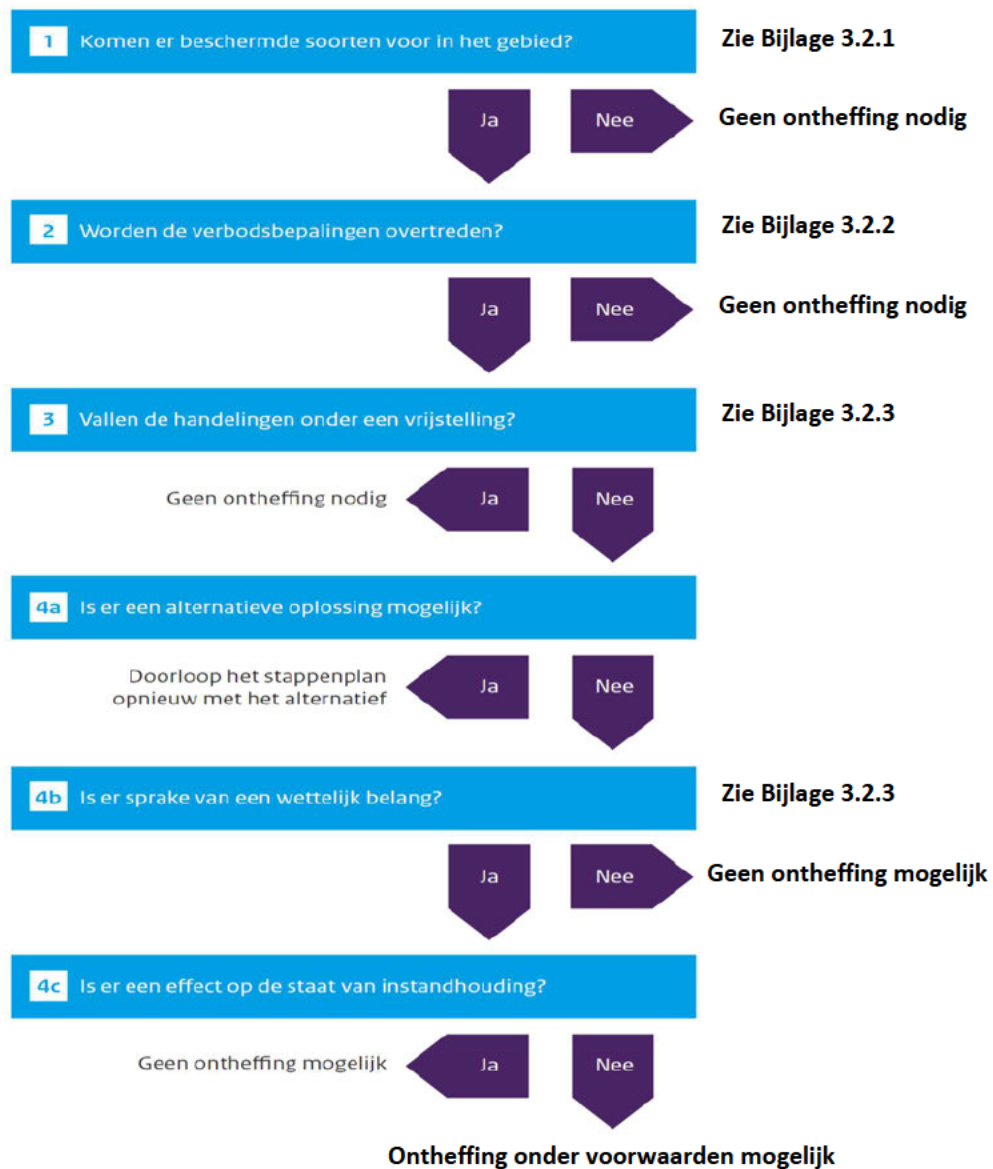 1 Komen er beschermde soorten voor in het gebied? Zie Bijlage 3.2.1
Ja Nee Geen ontheffing nodig
2 Worden de verbodsbepalingen overtreden? Zie Bijlage 3.2.2
Ja Nee Geen ontheffing nodig
3 Vallen de handelingen onder een vrijstelling? Zie Bijlage 3.2.3
Geen ontheffing nodig Ja Nee
4a Is er een alternatieve oplossing mogelijk?
Doorloop het stappenplan
opnieuw met het alternatief Ja Nee
4b Is er sprake van een wettelijk belang? Zie Bijlage 3.2.3
Ja Nee Geen ontheffing mogelijk
4c Is er een effect op de staat van instandhouding?
Geen ontheffing mogelijk Ja Nee
Ontheffing onder voorwaarden mogelijk